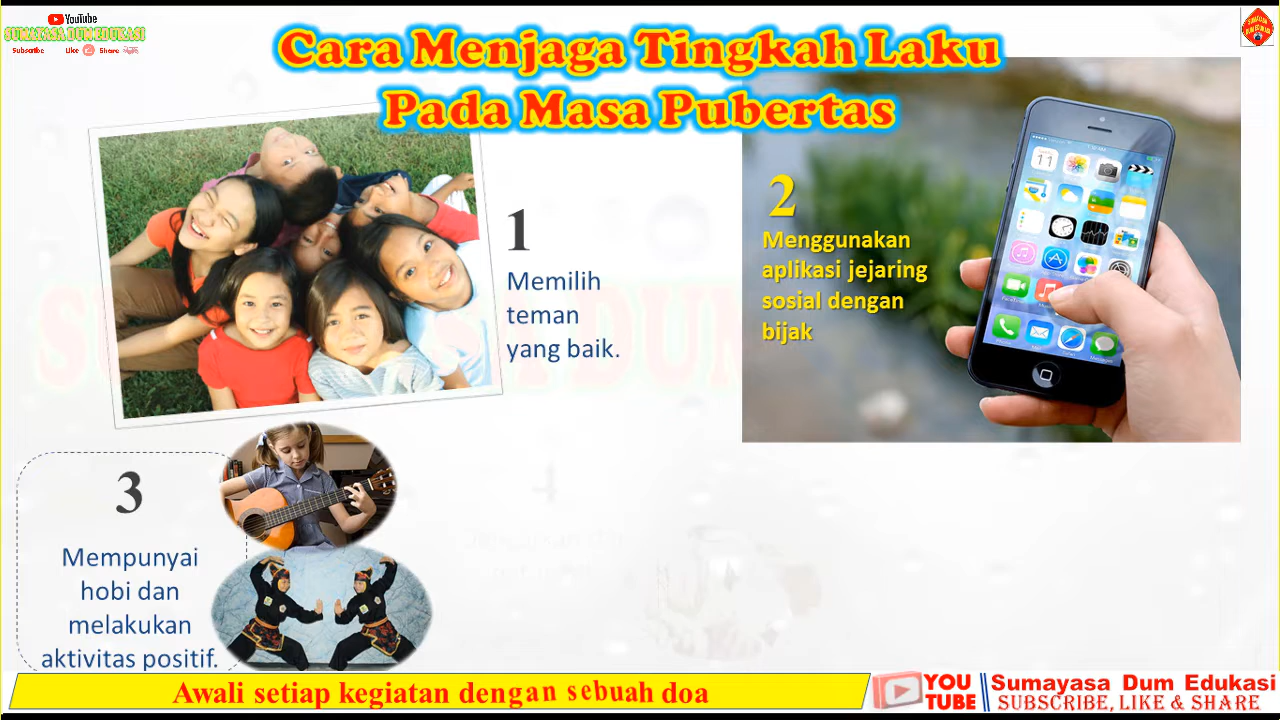 YouTube
SUMAYASA DUM EDUKASI
Subscribe Like Share
Cara Menjaga Tingkah Laku
Pada Masa Pubertas
1
Memilih
teman
yang baik.
2
Menggunakan
aplikasi jejaring
sosial dengan
bijak
3
Mempunyai
hobi dan
melakukan
aktivitas positif.
4
Awali setiap kegiatan dengan sebuah doa
YOU
TUBE
Sumayasa Dum Edukasi
SUBSCRIBE, LIKE & SHARE